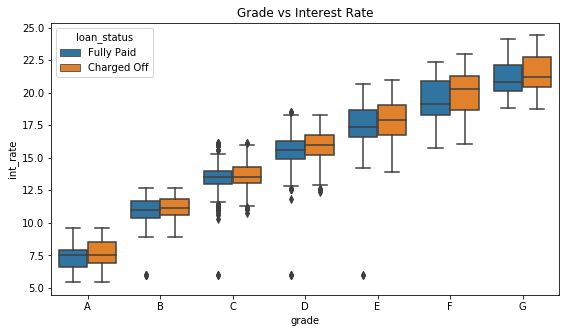 Grade vs Interest Rate
loan_status
Fully Paid
Charged Off
int_rate
25.0
22.5
20.0
17.5
15.0
12.5
10.0
7.5
5.0
A B C D E F G
grade